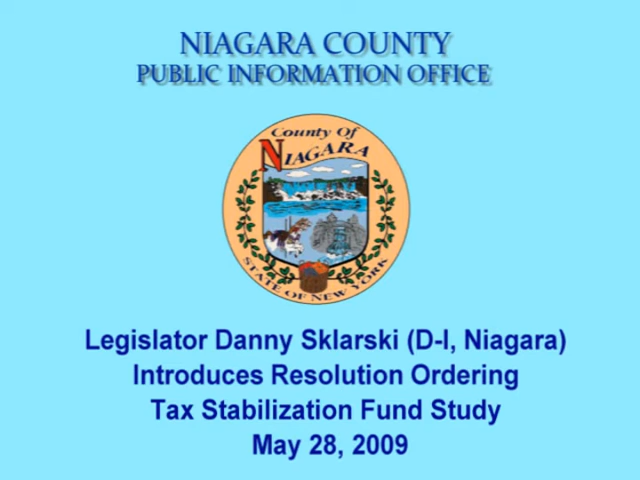 NIAGARA COUNTY
PUBLIC INFORMATION OFFICE
County Of
NIAGARA
STATE OF NEW YORK
Legislator Danny Sklarski (D-I, Niagara)
Introduces Resolution Ordering
Tax Stabilization Fund Study
May 28, 2009